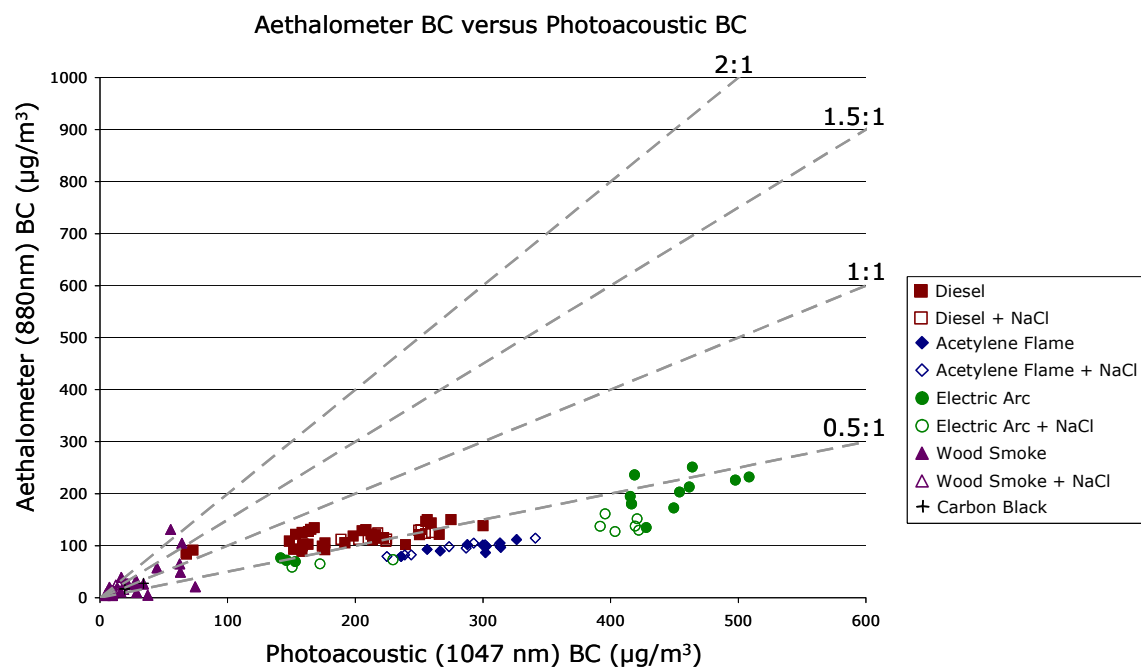 Aethalometer BC versus Photoacoustic BC
Aethalometer (880nm) BC (µg/m³)
1000
900
800
700
600
500
400
300
200
100
0
2:1
1.5:1
1:1
0.5:1
0 100 200 300 400 500 600
Photoacoustic (1047 nm) BC (µg/m³)
Diesel
Diesel + NaCl
Acetylene Flame
Acetylene Flame + NaCl
Electric Arc
Electric Arc + NaCl
Wood Smoke
Wood Smoke + NaCl
Carbon Black